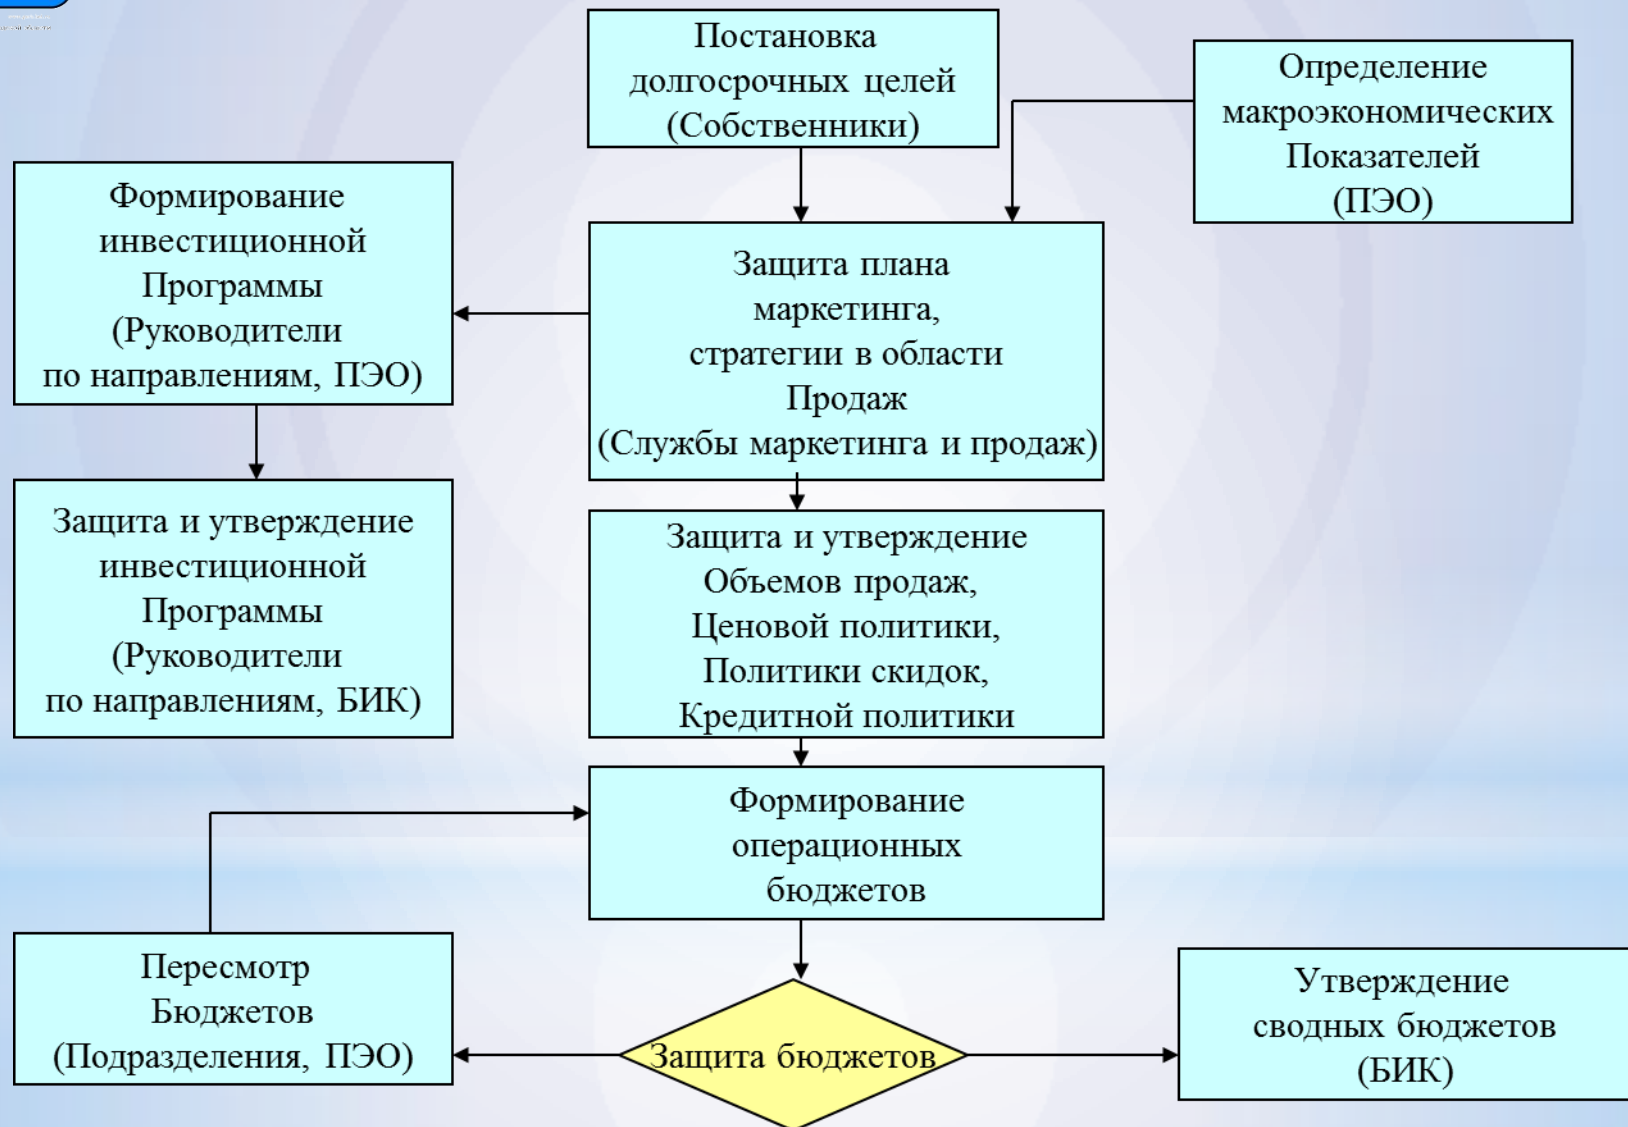 Постановка
долгосрочных целей
(Собственники)
Определение
макроэкономических
Показателей
(ПЭО)
Формирование
инвестиционной
Программы
(Руководители
по направлениям, ПЭО)
Защита плана
маркетинга,
стратегии в области
Продаж
(Службы маркетинга и продаж)
Защита и утверждение
инвестиционной
Программы
(Руководители
по направлениям, БИК)
Защита и утверждение
Объемов продаж,
Ценовой политики,
Политики скидок,
Кредитной политики
Формирование
операционных
бюджетов
Пересмотр
Бюджетов
(Подразделения, ПЭО)
Защита бюджетов
Утверждение
сводных бюджетов
(БИК)